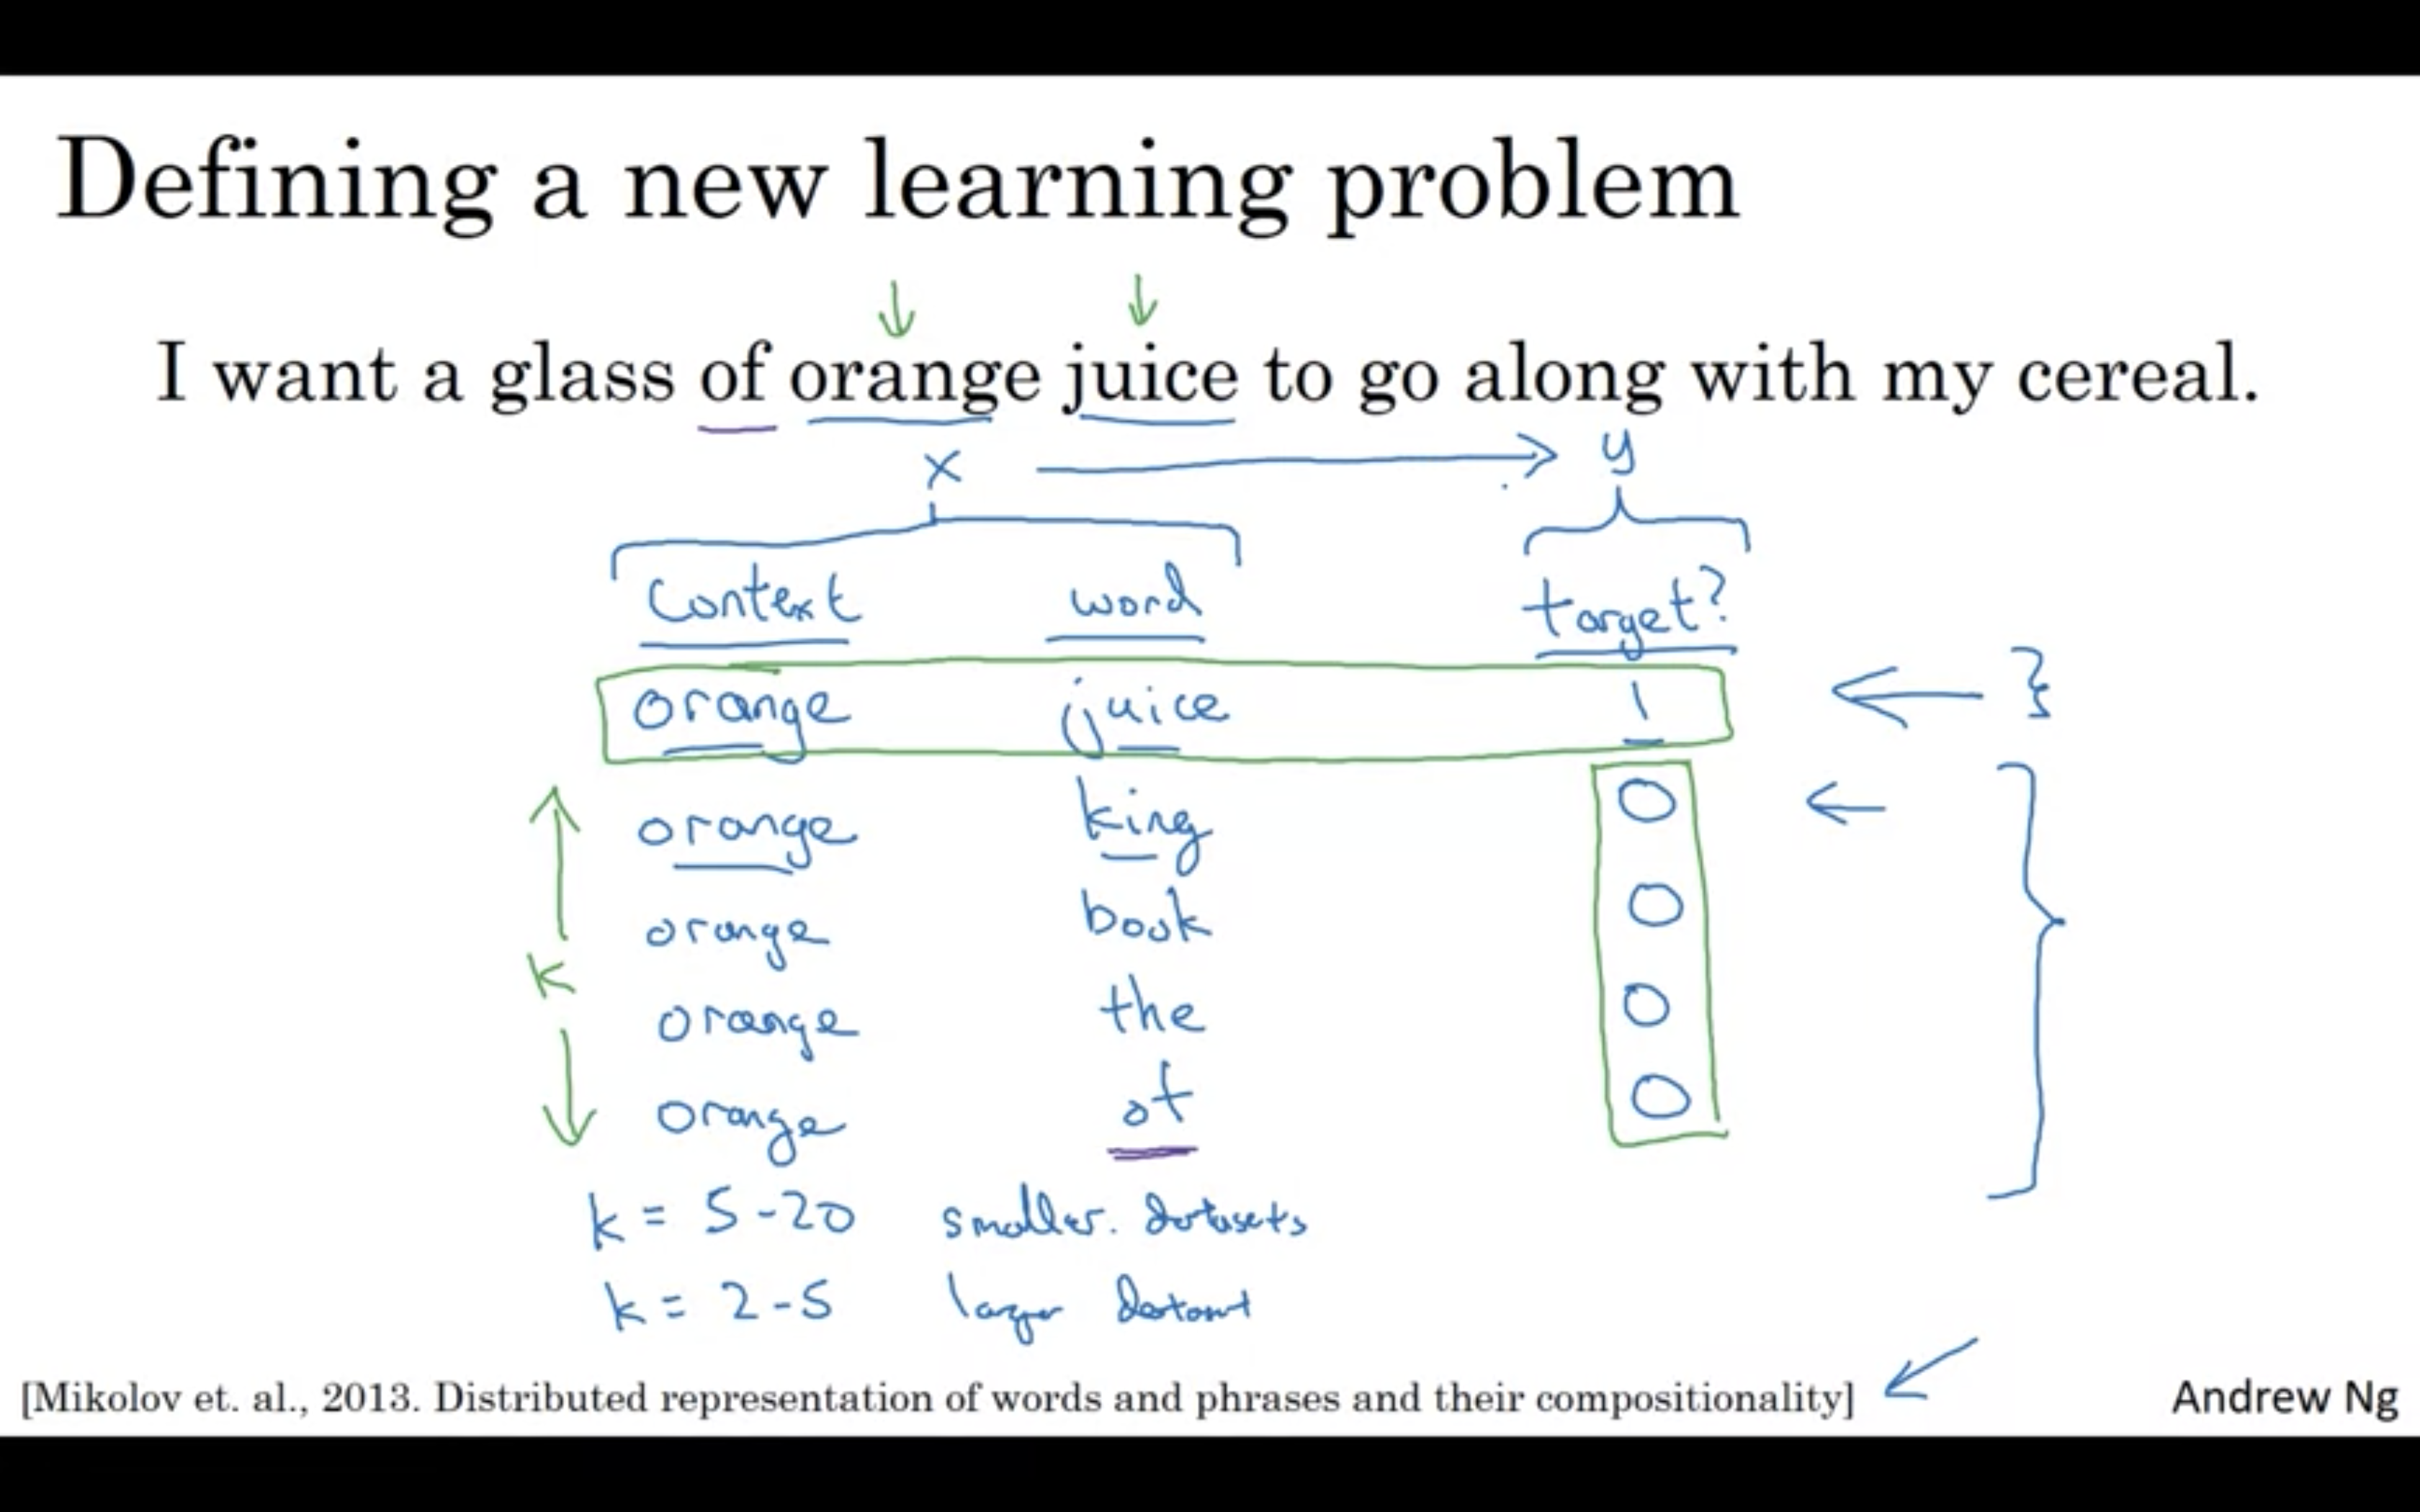 Defining a new learning problem
I want a glass of orange juice to go along with my cereal.
x y
Context word target?
orange juice 1
orange king 0
orange book 0
k
orange the 0
orange of 0
k = 5-20 smaller. datasets
k = 2-5 larger dataset
[Mikolov et. al., 2013. Distributed representation of words and phrases and their compositionality]
Andrew Ng